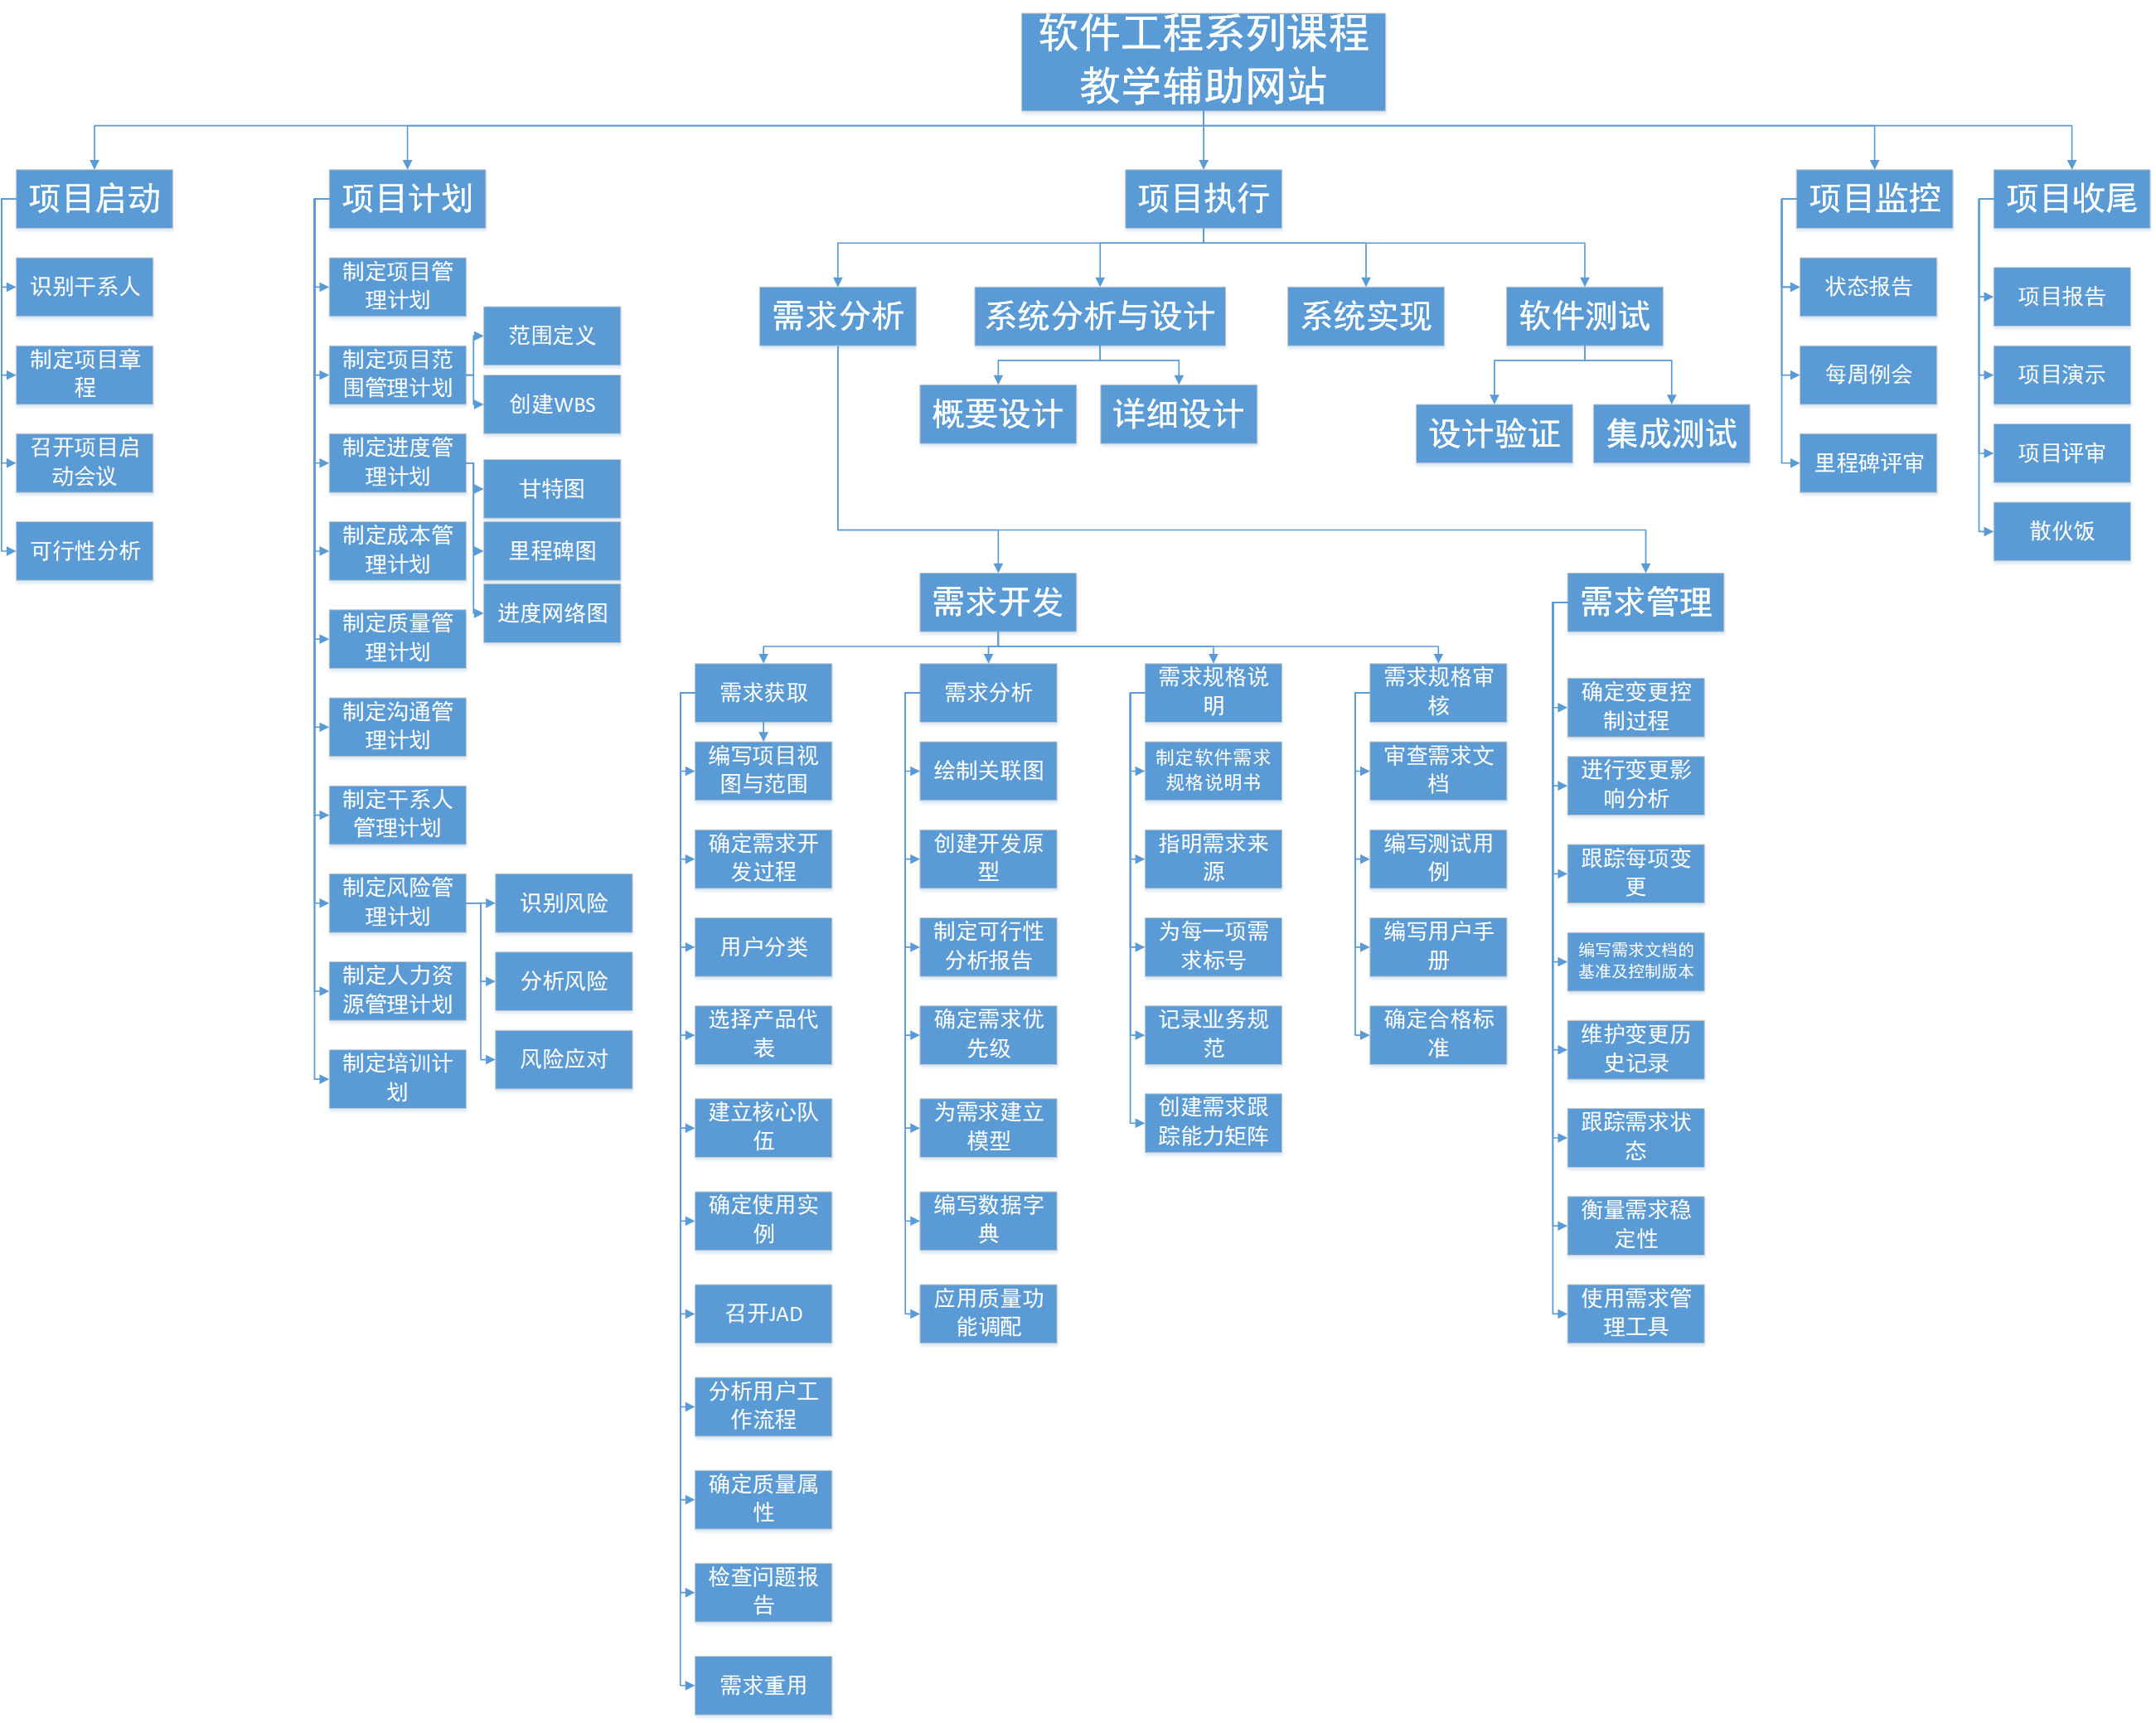 软件工程系列课程
教学辅助网站
项目启动
项目计划
项目执行
项目监控
项目收尾
识别干系人
制定项目章
程
召开项目启
动会议
可行性分析
制定项目管
理计划
制定项目范
围管理计划
范围定义
创建WBS
制定进度管
理计划
甘特图
里程碑图
进度网络图
制定成本管
理计划
制定质量管
理计划
制定沟通管
理计划
制定干系人
管理计划
制定风险管
理计划
识别风险
分析风险
风险应对
制定人力资
源管理计划
制定培训计
划
需求分析
系统分析与设计
系统实现
软件测试
概要设计
详细设计
设计验证
集成测试
需求开发
需求管理
需求获取
编写项目视
图与范围
确定需求开
发过程
用户分类
选择产品代
表
建立核心队
伍
确定使用实
例
召开JAD
分析用户工
作流程
确定质量属
性
检查问题报
告
需求重用
需求分析
绘制关联图
创建开发原
型
制定可行性
分析报告
确定需求优
先级
为需求建立
模型
编写数据字
典
应用质量功
能调配
需求规格说
明
制定软件需求
规格说明书
指明需求来
源
为每一项需
求标号
记录业务规
范
创建需求跟
踪能力矩阵
需求规格审
核
审查需求文
档
编写测试用
例
编写用户手
册
确定合格标
准
确定变更控
制过程
进行变更影
响分析
跟踪每项变
更
编写需求文档的
基准及控制版本
维护变更历
史记录
跟踪需求状
态
衡量需求稳
定性
使用需求管
理工具
状态报告
每周例会
里程碑评审
项目报告
项目演示
项目评审
散伙饭